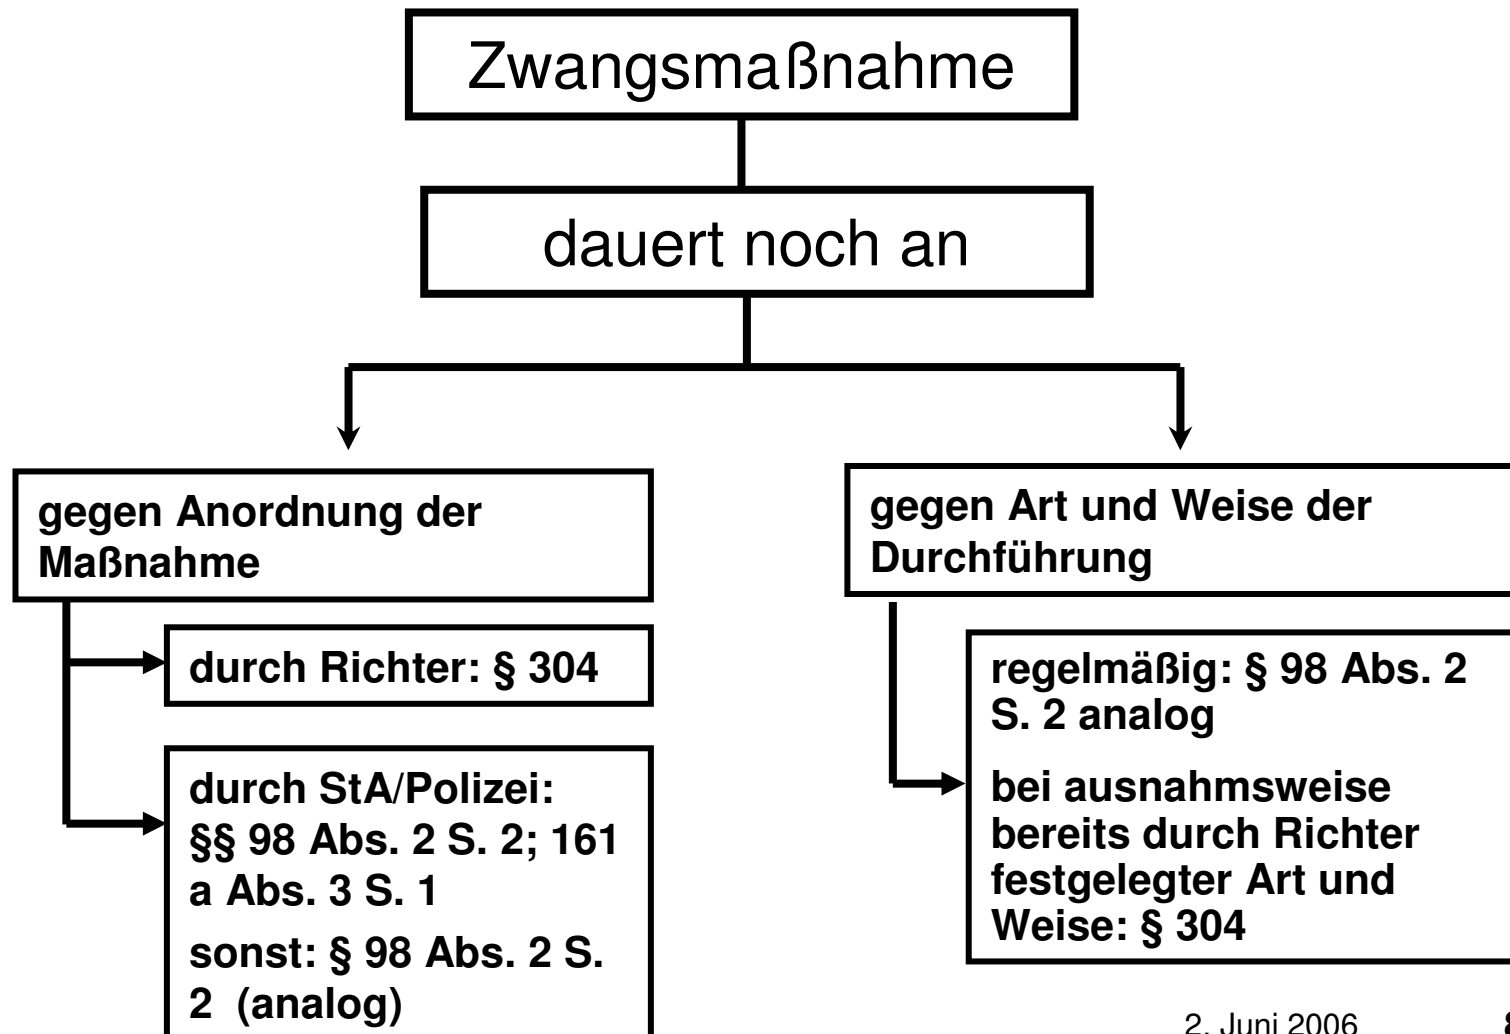 Zwangsmaßnahme
dauert noch an
gegen Anordnung der
Maßnahme
durch Richter: § 304
durch StA/Polizei:
§§ 98 Abs. 2 S. 2; 161
a Abs. 3 S. 1
sonst: § 98 Abs. 2 S.
2 (analog)
gegen Art und Weise der
Durchführung
regelmäßig: § 98 Abs. 2
S. 2 analog
bei ausnahmsweise
bereits durch Richter
festgelegter Art und
Weise: § 304
2. Juni 2006